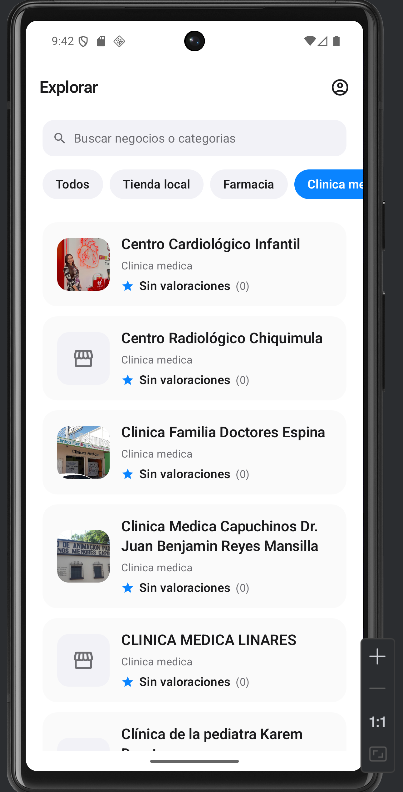 9:42
Explorar
Buscar negocios o categorias
Todos
Tienda local
Farmacia
Clinica me
Centro Cardiológico Infantil
Clinica medica
Sin valoraciones (0)
Centro Radiológico Chiquimula
Clinica medica
Sin valoraciones (0)
Clinica Familia Doctores Espina
Clinica medica
Sin valoraciones (0)
Clinica Medica Capuchinos Dr.
Juan Benjamin Reyes Mansilla
Clinica medica
Sin valoraciones (0)
CLINICA MEDICA LINARES
Clinica medica
Sin valoraciones (0)
Clínica de la pediatra Karem
1:1